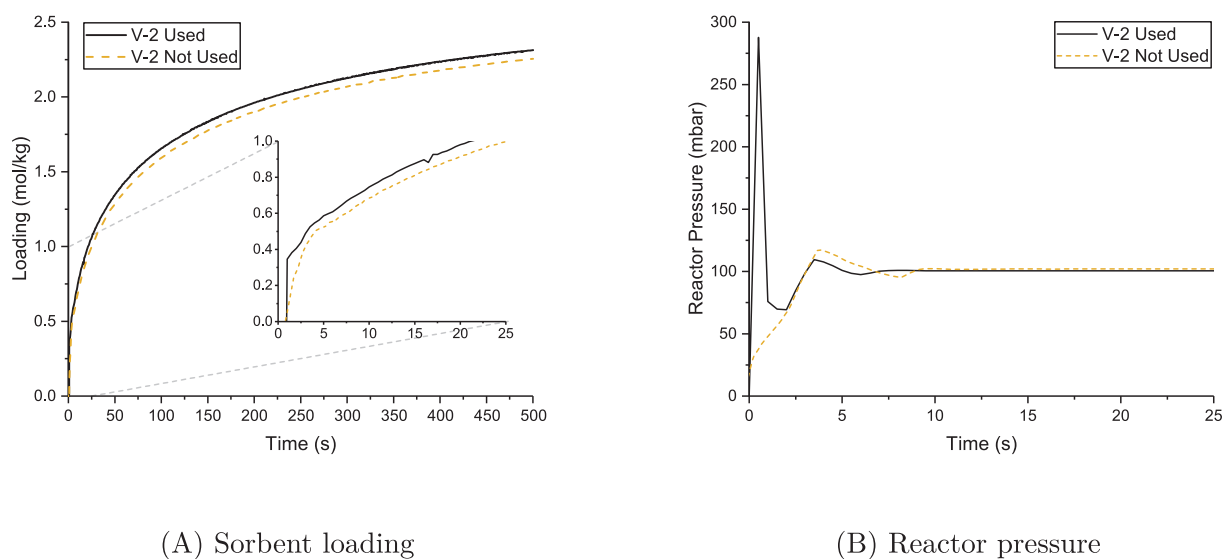 V-2 Used
V-2 Not Used
Loading (mol/kg)
2.5
2.0
1.5
1.0
0.5
0.0
0 50 100 150 200 250 300 350 400 450 500
Time (s)
1.0
0.8
0.6
0.4
0.2
0.0
0 5 10 15 20 25
(A) Sorbent loading
V-2 Used
V-2 Not Used
Reactor Pressure (mbar)
300
250
200
150
100
50
0
0 5 10 15 20 25
Time (s)
(B) Reactor pressure